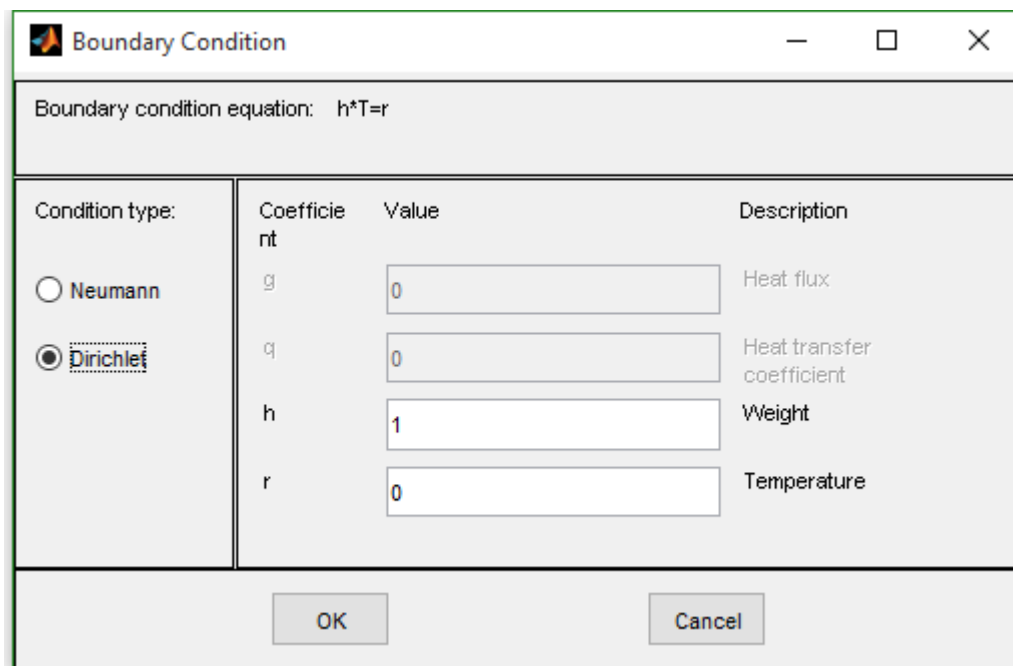 Boundary Condition
Boundary condition equation: h*T=r
Condition type:
Neumann
Dirichlet
Coefficie
nt
Value
Description
g
0
Heat flux
q
0
Heat transfer
coefficient
h
1
Weight
r
0
Temperature
OK
Cancel